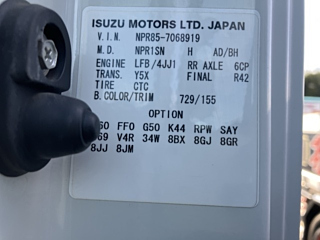 ISUZU MOTORS LTD. JAPAN
V.I.N. NPR85-7068919
M.D. NPR1SN H AD/BH
ENGINE LFB/4JJ1 RR AXLE 6CP
TRANS. Y5X FINAL R42
TIRE CTC
B.COLOR/TRIM 729/155
OPTION
FF0 G50 K44 RPW SAY
V4R 34W 8BX 8GJ 8GR
8JJ 8JM